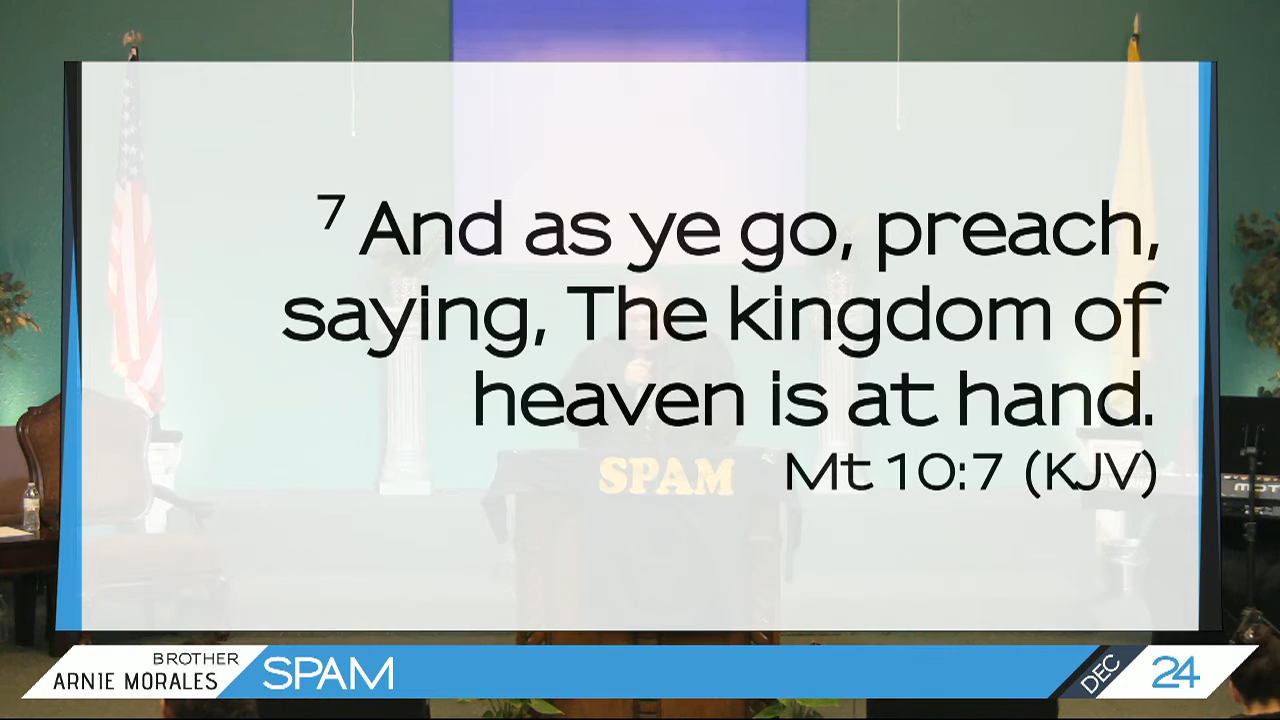 7 And as ye go, preach,
saying, The kingdom of
heaven is at hand.
Mt 10:7 (KJV)
SPAM
BROTHER
ARNIE MORALES
SPAM
DEC
24